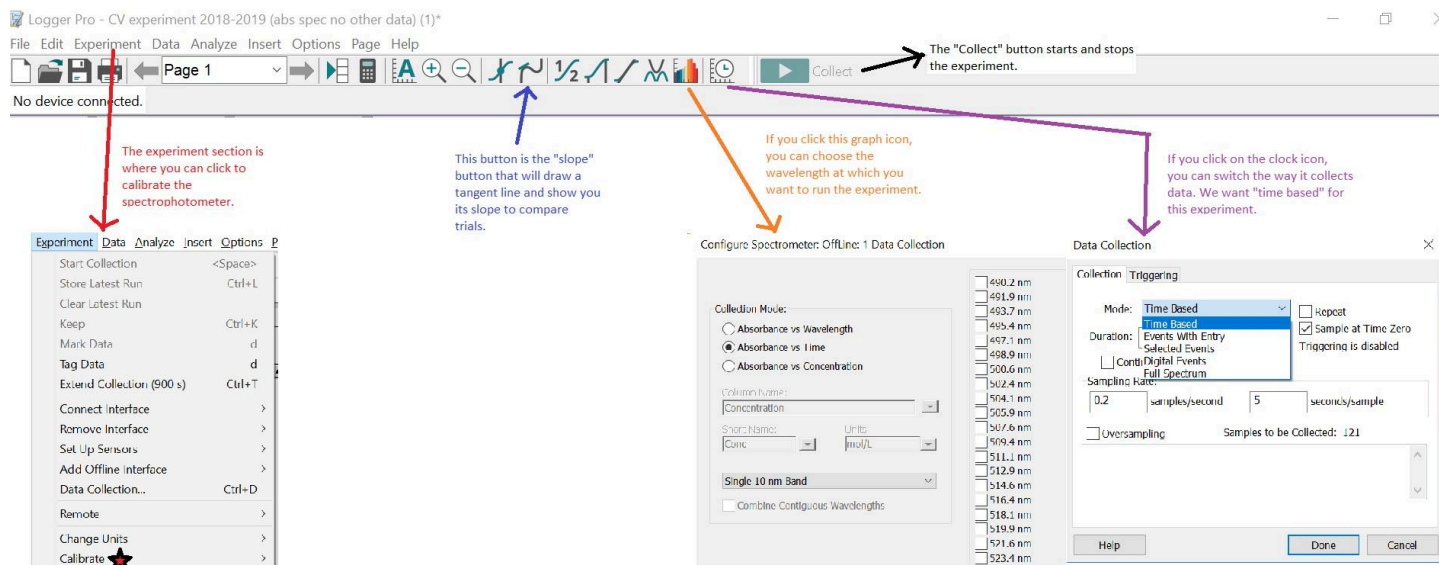 Logger Pro - CV experiment 2018-2019 (abs spec no other data) (1)*
File Edit Experiment Data Analyze Insert Options Page Help
Page 1
Collect
The "Collect" button starts and stops
the experiment.
No device connected.
The experiment section is
where you can click to
calibrate the
spectrophotometer.
This button is the "slope"
button that will draw a
tangent line and show you
its slope to compare
trials.
If you click this graph icon,
you can choose the
wavelength at which you
want to run the experiment.
If you click on the clock icon,
you can switch the way it collects
data. We want "time based" for
this experiment.
Experiment Data Analyze Insert Options P
Start Collection <Space>
Store Latest Run Ctrl+L
Clear Latest Run
Keep Ctrl+K
Mark Data d
Tag Data d
Extend Collection (900 s) Ctrl+T
Connect Interface >
Remove Interface >
Set Up Sensors >
Add Offline Interface >
Data Collection... Ctrl+D
Remote >
Change Units >
Calibrate >
Configure Spectrometer: OffLine: 1 Data Collection
Collection Mode:
Absorbance vs Wavelength
Absorbance vs Time
Absorbance vs Concentration
Column Name:
Concentration
Short Name: Units
Conc mol/L
Single 10 nm Band
Combine Contiguous Wavelengths
490.2 nm
491.9 nm
493.7 nm
495.4 nm
497.1 nm
498.9 nm
500.6 nm
502.4 nm
504.1 nm
505.9 nm
507.6 nm
509.4 nm
511.1 nm
512.9 nm
514.6 nm
516.4 nm
518.1 nm
519.9 nm
521.6 nm
523.4 nm
Data Collection
Collection Triggering
Mode: Time Based
Repeat
Time Based
Sample at Time Zero
Duration:
Events With Entry
Triggering is disabled
Selected Events
Digital Events
Full Spectrum
Sampling Rate:
0.2 samples/second 5 seconds/sample
Oversampling Samples to be Collected: 121
Help Done Cancel